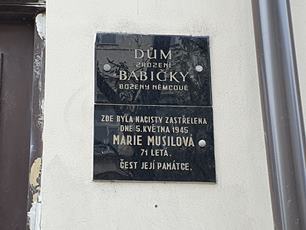 DŮM
ZROZENÍ
BABIČKY
BOŽENY NĚMCOVÉ
ZDE BYLA NACISTY ZASTŘELENA
DNE 5. KVĚTNA 1945
MARIE MUSILOVÁ
71 LETÁ.
ČEST JEJÍ PAMÁTCE.